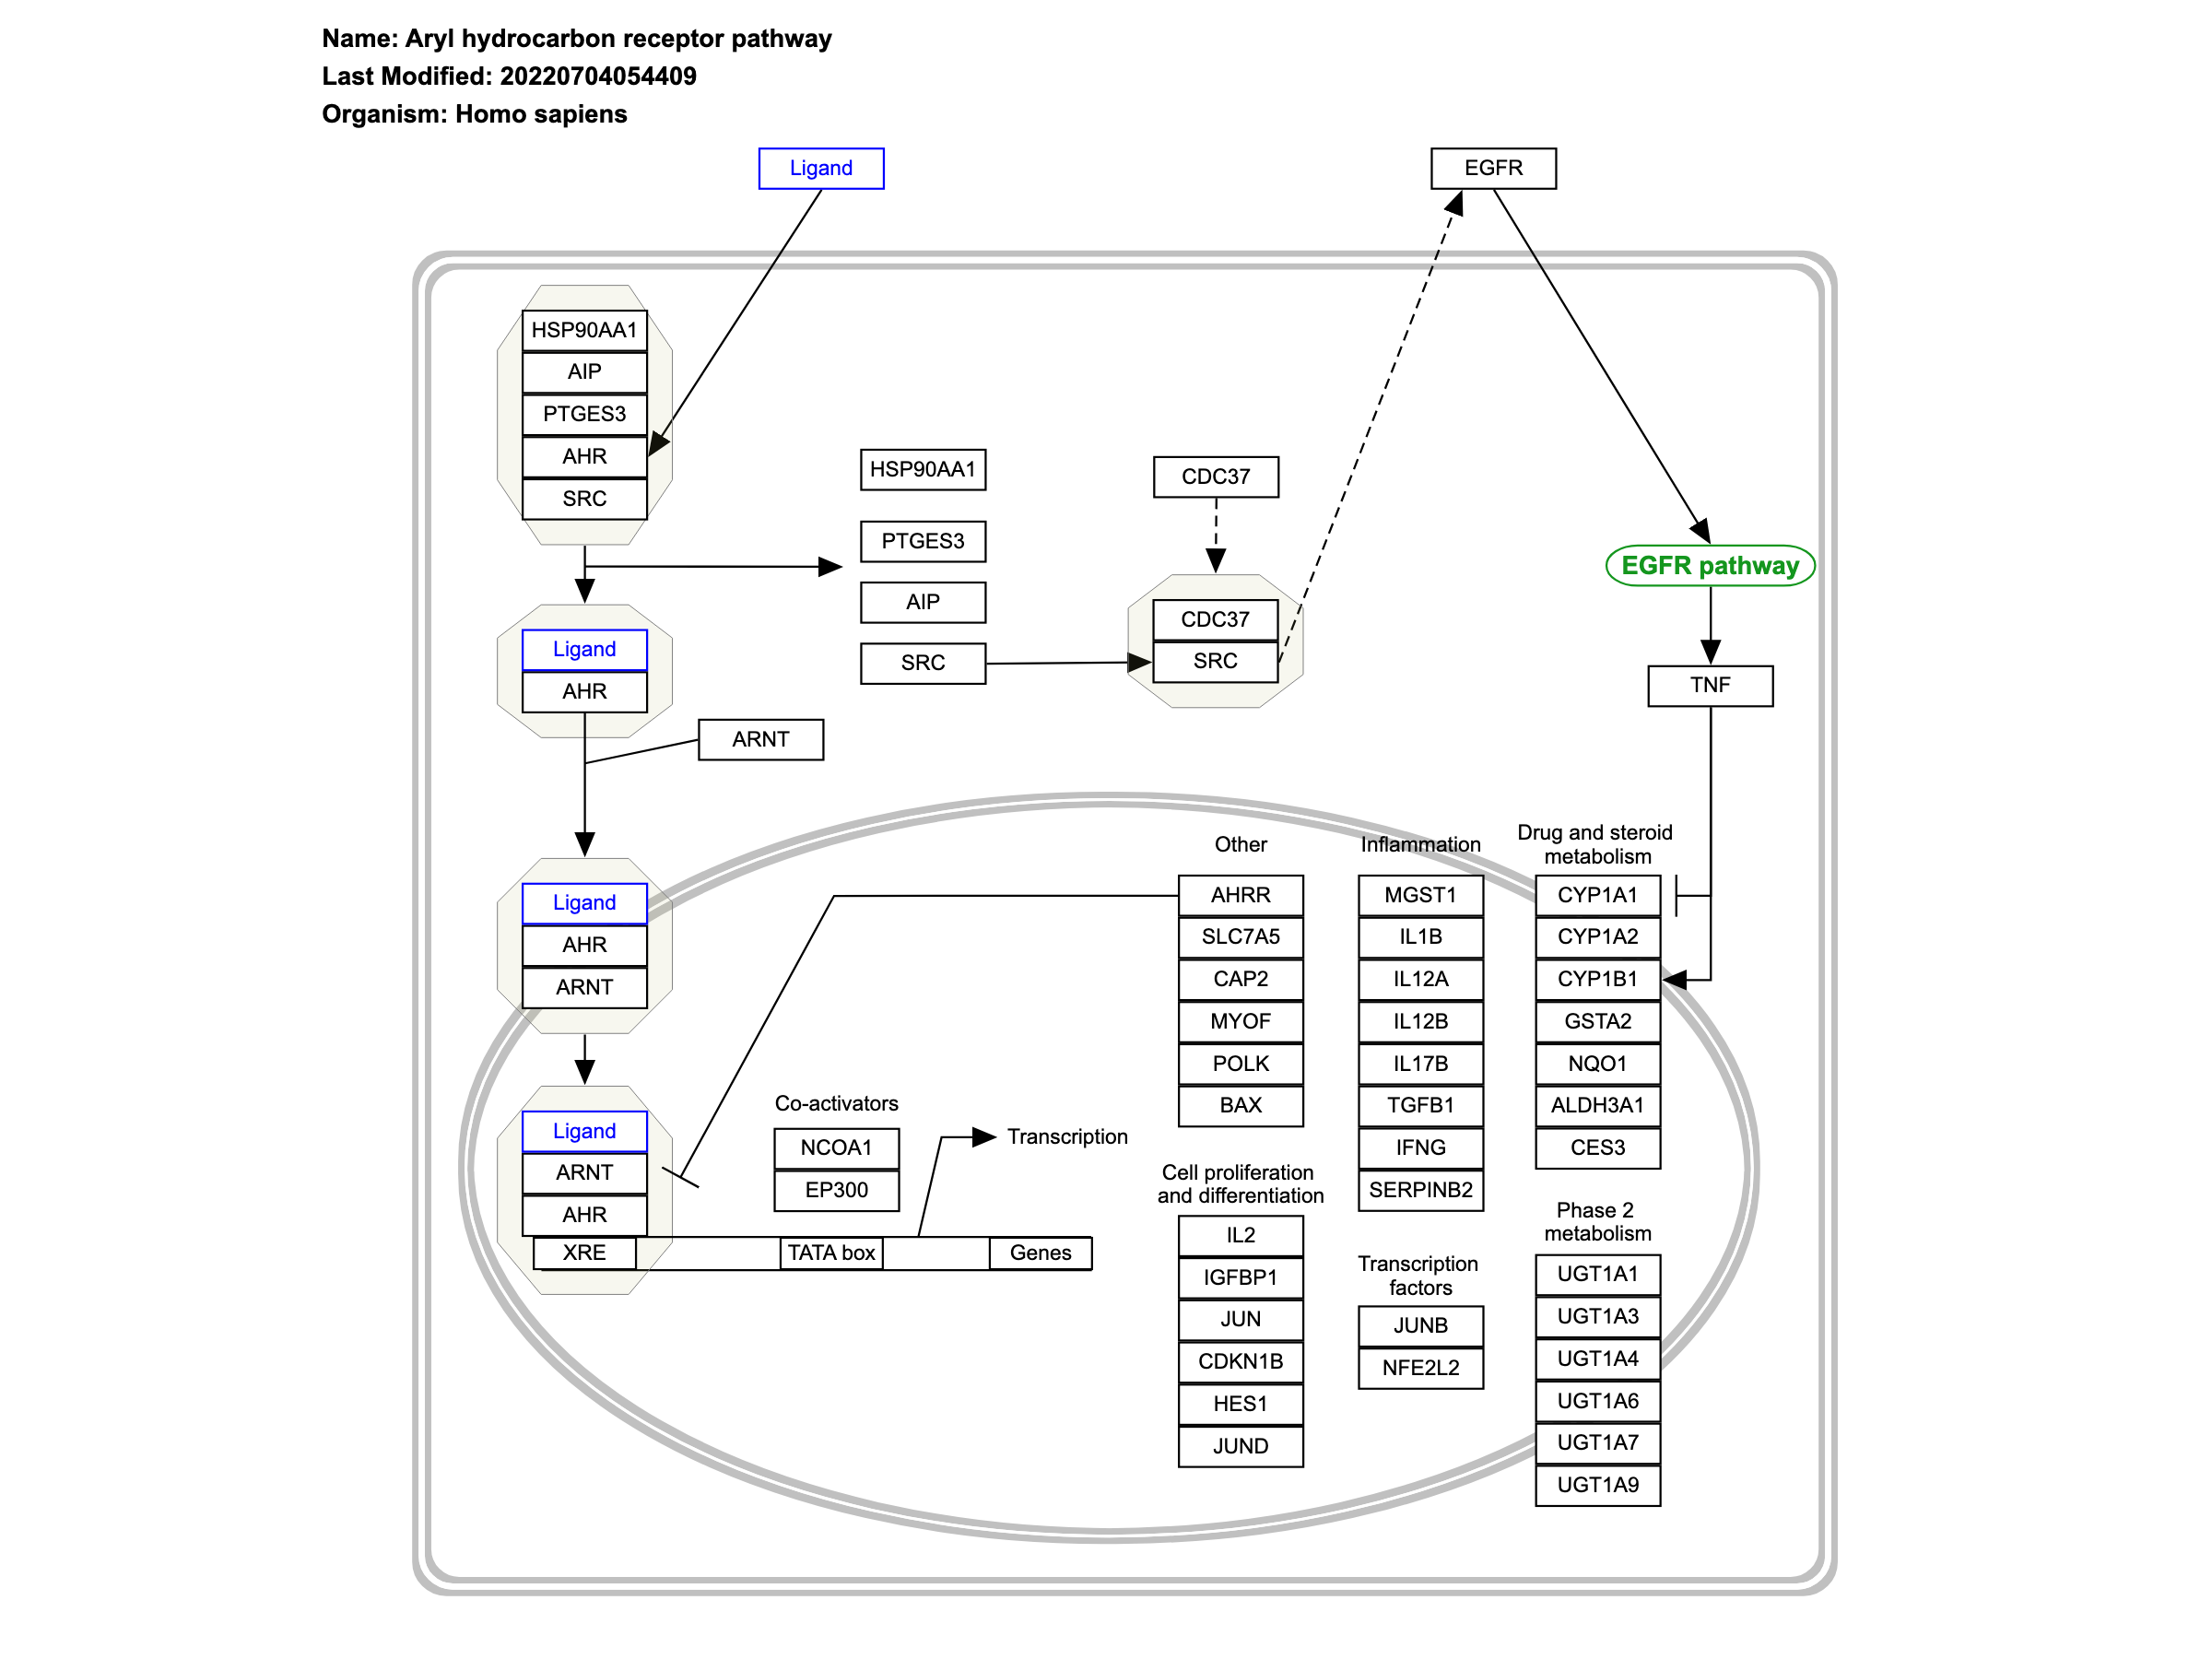 Name: Aryl hydrocarbon receptor pathway
Last Modified: 20220704054409
Organism: Homo sapiens
Ligand
EGFR
HSP90AA1
AIP
PTGES3
AHR
SRC
HSP90AA1
PTGES3
AIP
SRC
CDC37
CDC37
SRC
EGFR pathway
TNF
Ligand
AHR
ARNT
Ligand
AHR
ARNT
Ligand
ARNT
AHR
XRE
TATA box
Genes
Co-activators
NCOA1
EP300
Transcription
Other
AHRR
SLC7A5
CAP2
MYOF
POLK
BAX
Cell proliferation
and differentiation
IL2
IGFBP1
JUN
CDKN1B
HES1
JUND
Inflammation
MGST1
IL1B
IL12A
IL12B
IL17B
TGFB1
IFNG
SERPINB2
Transcription
factors
JUNB
NFE2L2
Drug and steroid
metabolism
CYP1A1
CYP1A2
CYP1B1
GSTA2
NQO1
ALDH3A1
CES3
Phase 2
metabolism
UGT1A1
UGT1A3
UGT1A4
UGT1A6
UGT1A7
UGT1A9